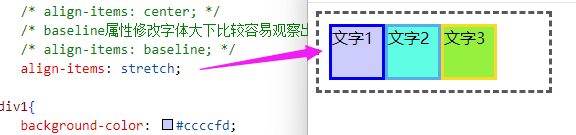 /* align-items: center; */
/* baseline属性修改字体大下比较容易观察出
/* align-items: baseline; */
align-items: stretch;
div1{
background-color: #ccccfd;
文字1 文字2 文字3